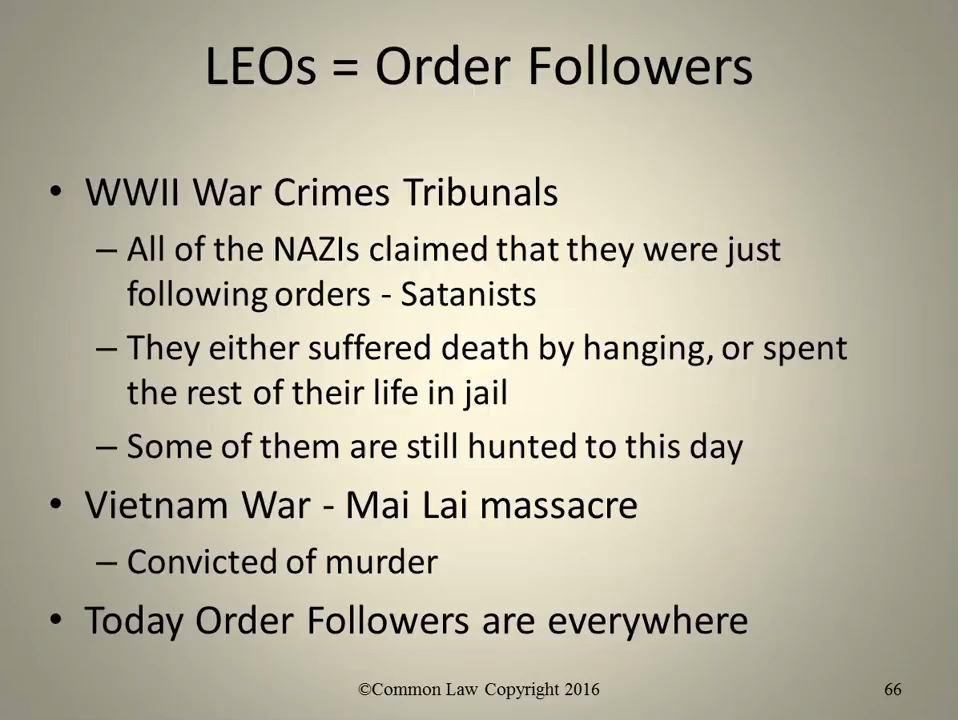 LEOs = Order Followers
• WWII War Crimes Tribunals
– All of the NAZIs claimed that they were just
following orders - Satanists
– They either suffered death by hanging, or spent
the rest of their life in jail
– Some of them are still hunted to this day
• Vietnam War - Mai Lai massacre
– Convicted of murder
• Today Order Followers are everywhere
©Common Law Copyright 2016
66